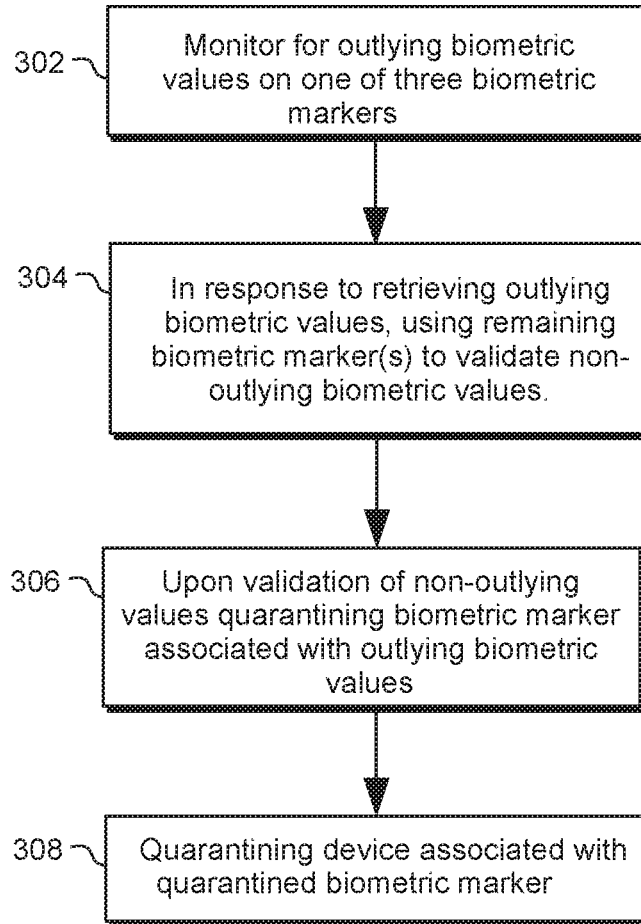 302
Monitor for outlying biometric
values on one of three biometric
markers
304
In response to retrieving outlying
biometric values, using remaining
biometric marker(s) to validate non-
outlying biometric values.
306
Upon validation of non-outlying
values quarantining biometric marker
associated with outlying biometric
values
308
Quarantining device associated with
quarantined biometric marker